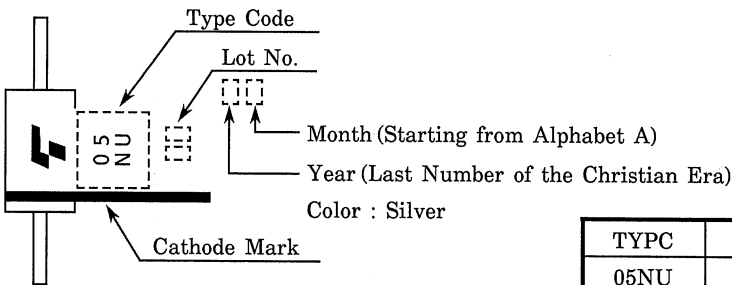 Type Code
Lot No.
05
NU
Month (Starting from Alphabet A)
Year (Last Number of the Christian Era)
Color : Silver
Cathode Mark
TYPC
05NU